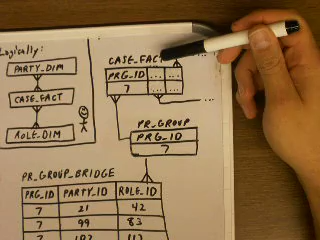 Logically:
PARTY_DIM
CASE_FACT
ROLE_DIM
CASE_FACT
PRG_ID ... ...
7 ... ...
...
PR_GROUP
PRG_ID
7
PR_GROUP_BRIDGE
PRG_ID PARTY_ID ROLE_ID
7 21 42
7 99 83
7